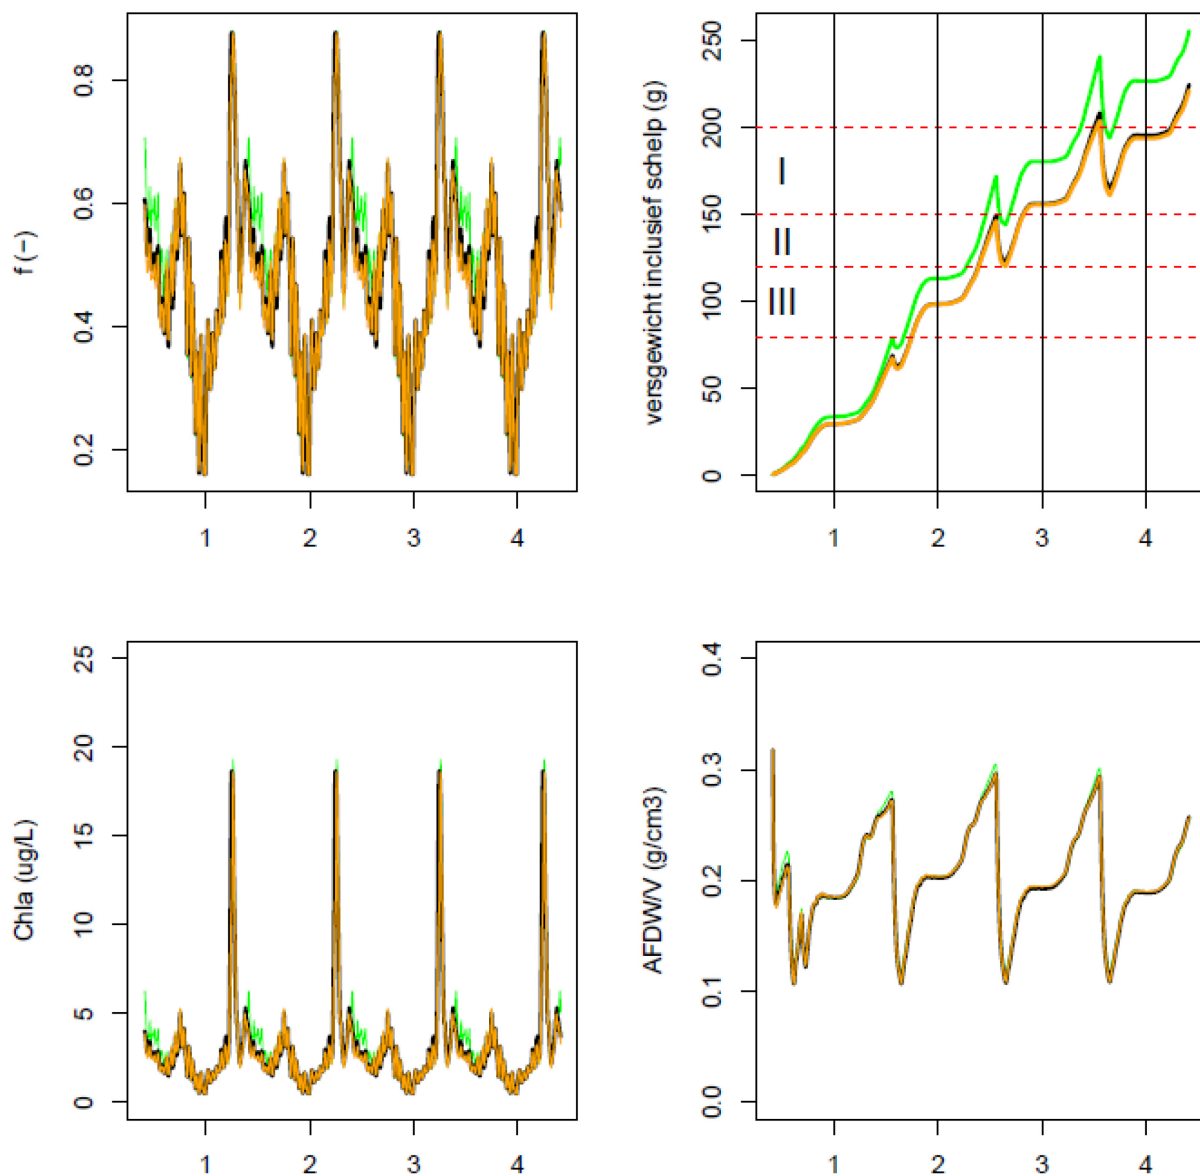 f (−)
0.8
0.6
0.4
0.2
1 2 3 4
versgewicht inclusief schelp (g)
250
200
150
100
50
0
I
II
III
1 2 3 4
Chla (ug/L)
25
20
15
10
5
0
1 2 3 4
AFDW/V (g/cm3)
0.4
0.3
0.2
0.1
0.0
1 2 3 4